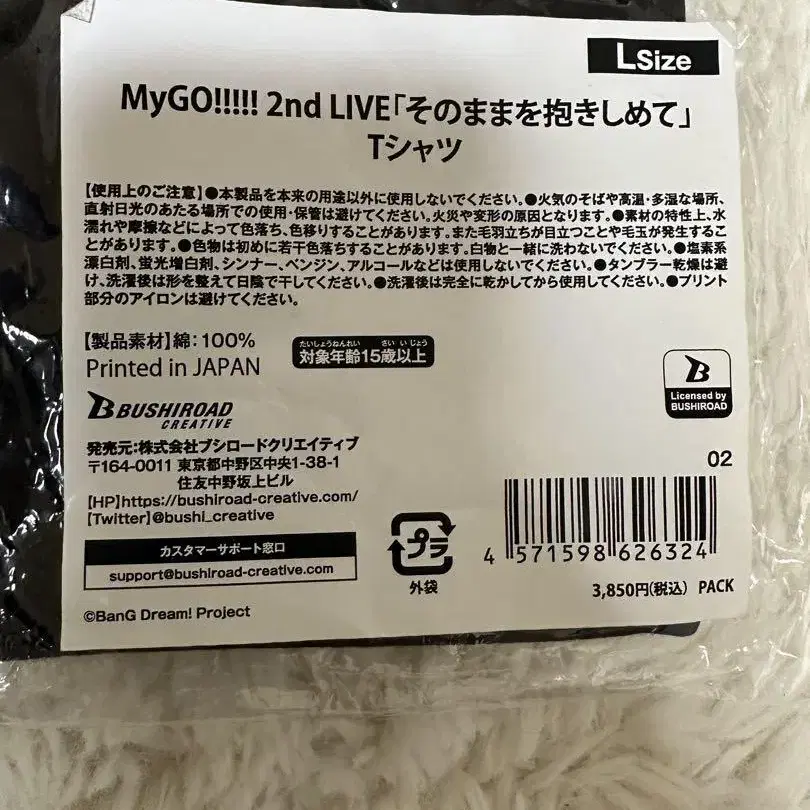 LSize
MyGO!!!!! 2nd LIVE「そのままを抱きしめて」
Tシャツ
【使用上のご注意】●本製品を本来の用途以外に使用しないでください。●火気のそばや高温・多湿な場所、
直射日光のあたる場所での使用・保管は避けてください。火災や変形の原因となります。●素材の特性上、水
濡れや摩擦などによって色落ち、色移りすることがあります。また毛羽立ちが目立つことや毛玉が発生するこ
とがあります。●色物は初めに若干色落ちすることがあります。白物と一緒に洗わないでください。●塩素系
漂白剤、蛍光増白剤、シンナー、ベンジン、アルコールなどは使用しないでください。●タンブラー乾燥は避
け、洗濯後は形を整えて日陰で干してください。●洗濯後は完全に乾かしてから使用してください。●プリント
部分のアイロンは避けてください。
【製品素材】綿：100％
Printed in JAPAN
たいしょうねんれい さい いじょう
対象年齢15歳以上
B
Licensed by
BUSHIROAD
BUSHIROAD
CREATIVE
発売元：株式会社ブシロードクリエイティブ
〒164-0011 東京都中野区中央1-38-1
住友中野坂上ビル
【HP】https://bushiroad-creative.com/
【Twitter】@bushi_creative
カスタマーサポート窓口
support@bushiroad-creative.com
©BanG Dream! Project
プラ
外袋
02
4 571598 626324
3,850円(税込) PACK